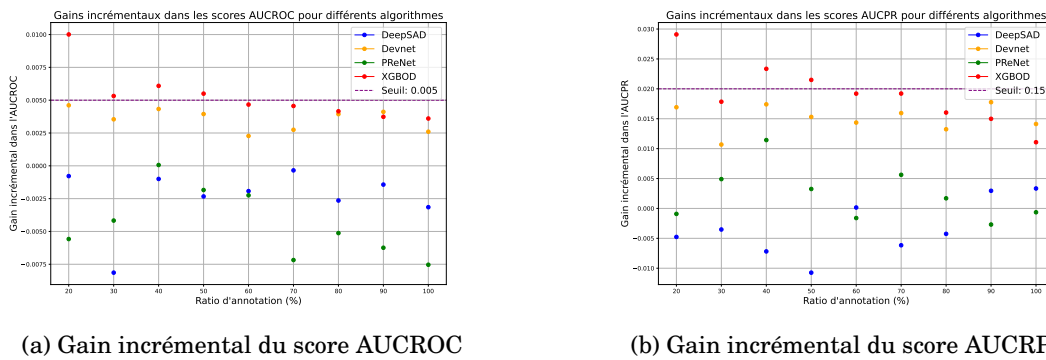 Gains incrémentaux dans les scores AUCROC pour différents algorithmes
0.0100
0.0075
0.0050
0.0025
0.0000
−0.0025
−0.0050
−0.0075
Gain incrémental dans l'AUCROC
DeepSAD
Devnet
PReNet
XGBOD
Seuil: 0.005
20 30 40 50 60 70 80 90 100
Ratio d'annotation (%)
(a) Gain incrémental du score AUCROC
Gains incrémentaux dans les scores AUCPR pour différents algorithmes
0.030
0.025
0.020
0.015
0.010
0.005
0.000
−0.005
−0.010
Gain incrémental dans l'AUCPR
DeepSAD
Devnet
PReNet
XGBOD
Seuil: 0.15
20 30 40 50 60 70 80 90 100
Ratio d'annotation (%)
(b) Gain incrémental du score